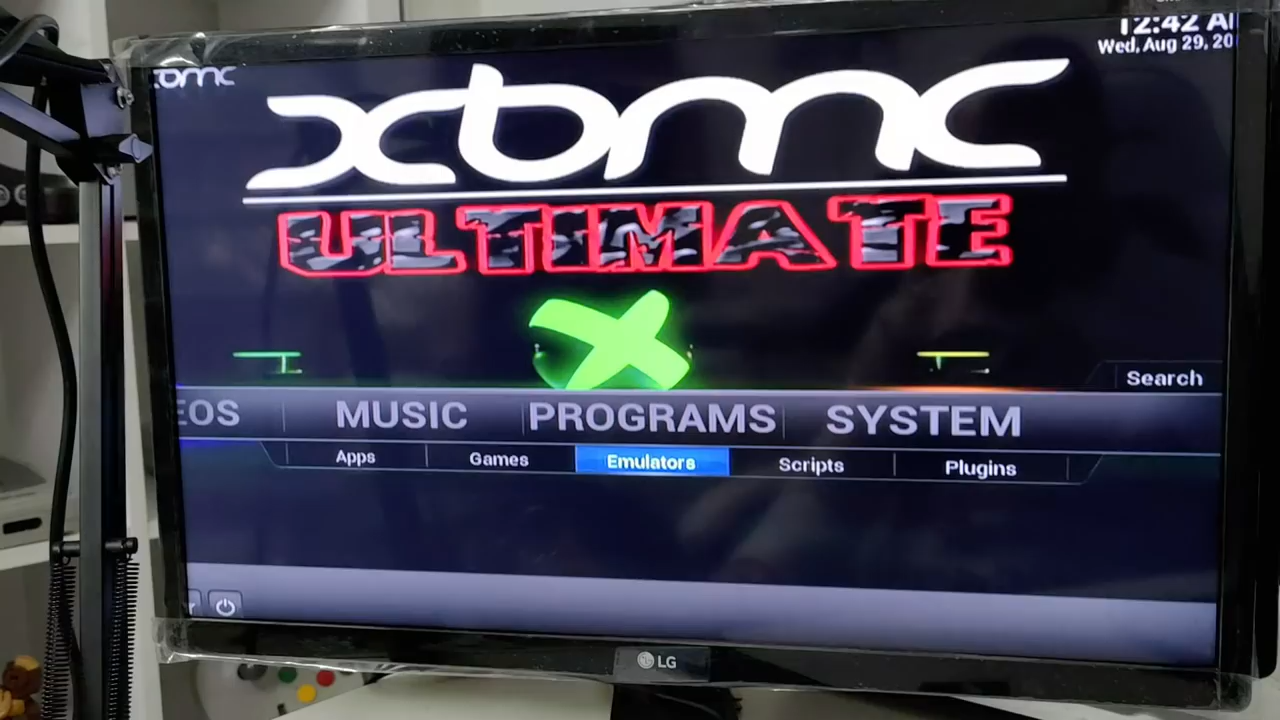 12:42 A
Wed, Aug 29, 20
xbmc
xbmc
ULTIMATE
X
Search
EOS MUSIC PROGRAMS SYSTEM
Apps Games Emulators Scripts Plugins
LG